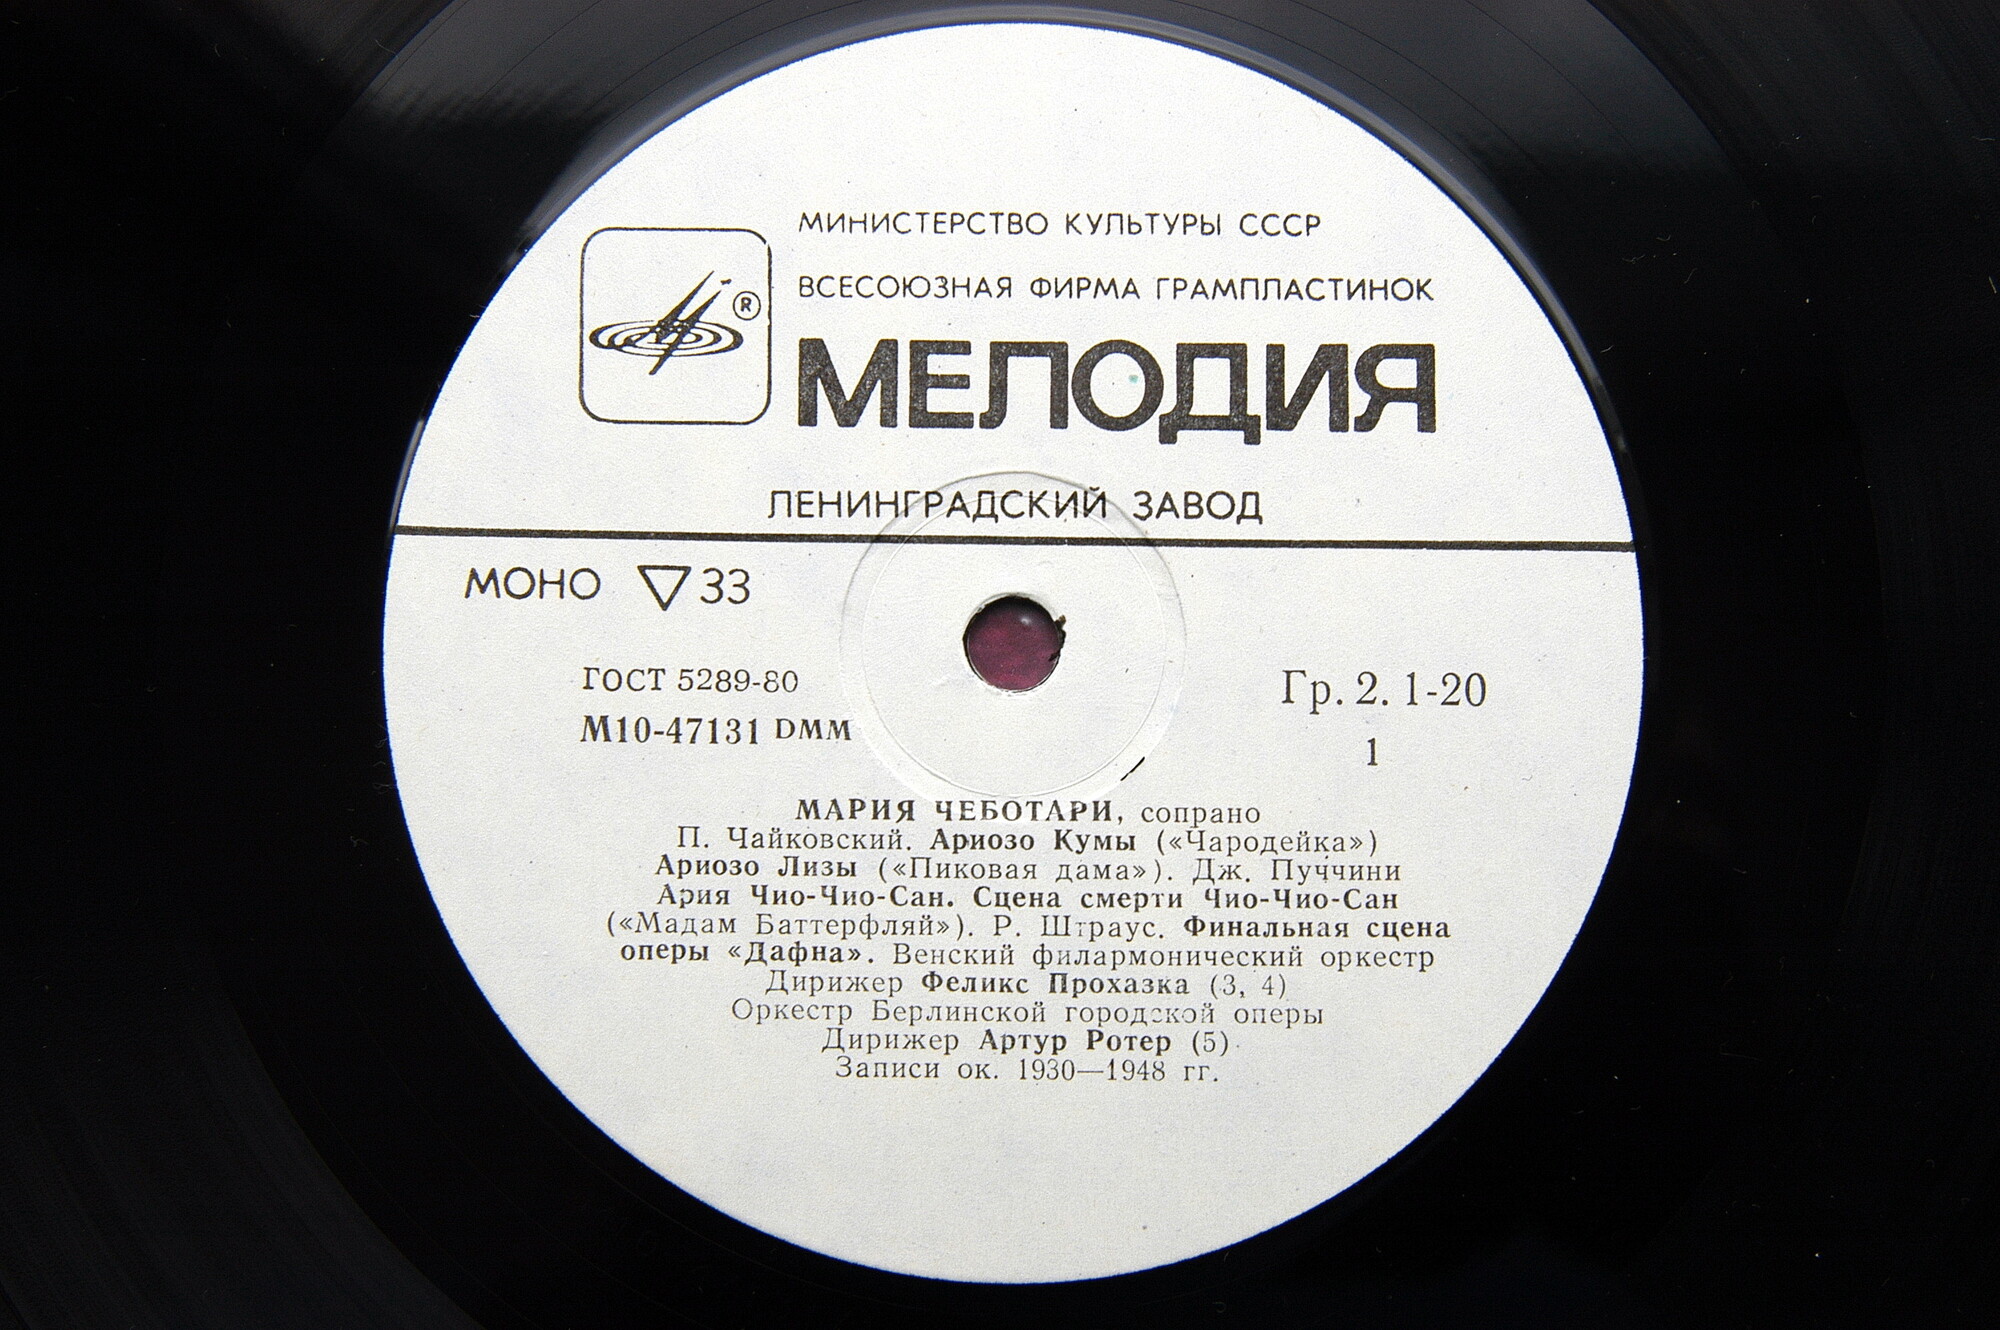 МИНИСТЕРСТВО КУЛЬТУРЫ СССР
ВСЕСОЮЗНАЯ ФИРМА ГРАМПЛАСТИНОК
®
МЕЛОДИЯ
ЛЕНИНГРАДСКИЙ ЗАВОД
МОНО ▽33
ГОСТ 5289-80
Гр. 2. 1-20
М10-47131 DMM
1
МАРИЯ ЧЕБОТАРИ, сопрано
П. Чайковский. Ариозо Кумы («Чародейка»)
Ариозо Лизы («Пиковая дама»). Дж. Пуччини
Ария Чио-Чио-Сан. Сцена смерти Чио-Чио-Сан
(«Мадам Баттерфляй»). Р. Штраус. Финальная сцена
оперы «Дафна». Венский филармонический оркестр
Дирижер Феликс Прохазка (3, 4)
Оркестр Берлинской городской оперы
Дирижер Артур Ротер (5)
Записи ок. 1930—1948 гг.